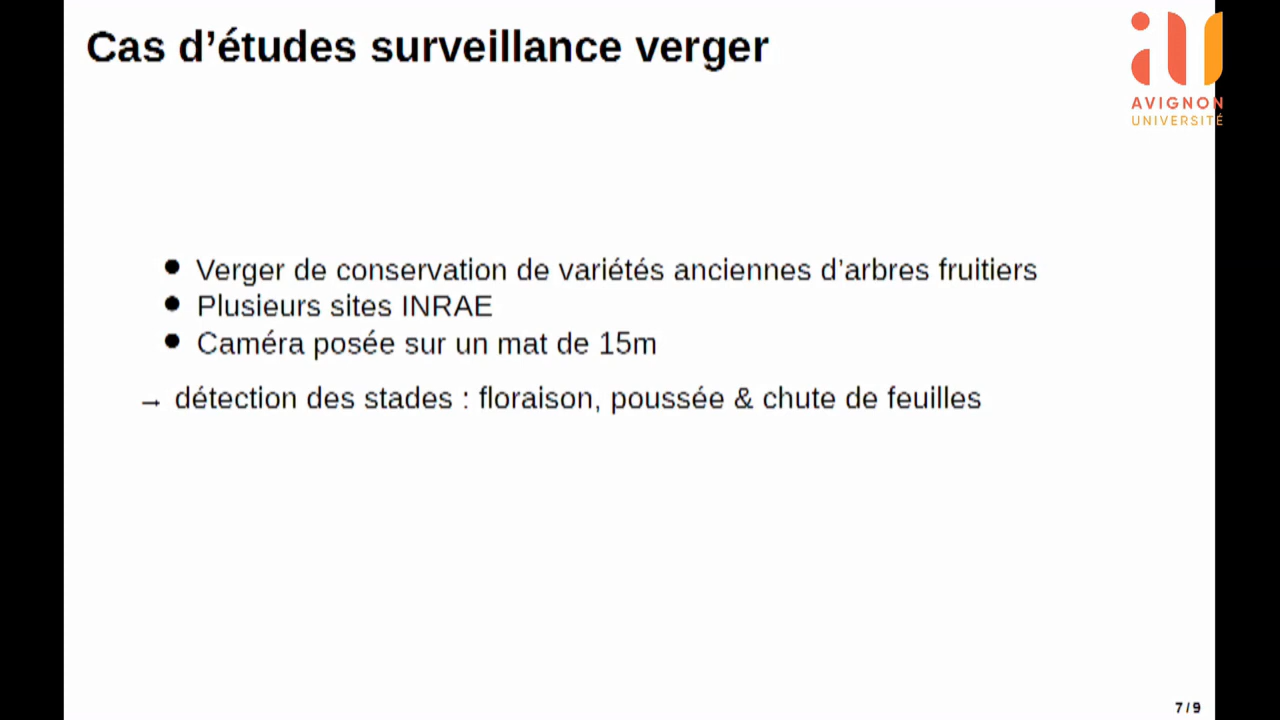 Cas d’études surveillance verger
AVIGNON
UNIVERSITÉ
● Verger de conservation de variétés anciennes d’arbres fruitiers
● Plusieurs sites INRAE
● Caméra posée sur un mat de 15m
→ détection des stades : floraison, poussée & chute de feuilles
7 / 9